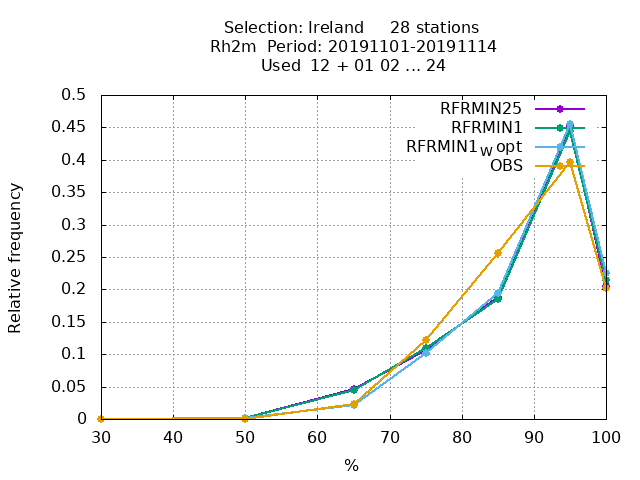 Selection: Ireland 28 stations
Rh2m Period: 20191101-20191114
Used 12 + 01 02 ... 24
0.5
0.45
0.4
0.35
0.3
0.25
0.2
0.15
0.1
0.05
0
RFRMIN25
RFRMIN1
RFRMIN1W opt
OBS
Relative frequency
30 40 50 60 70 80 90 100
%